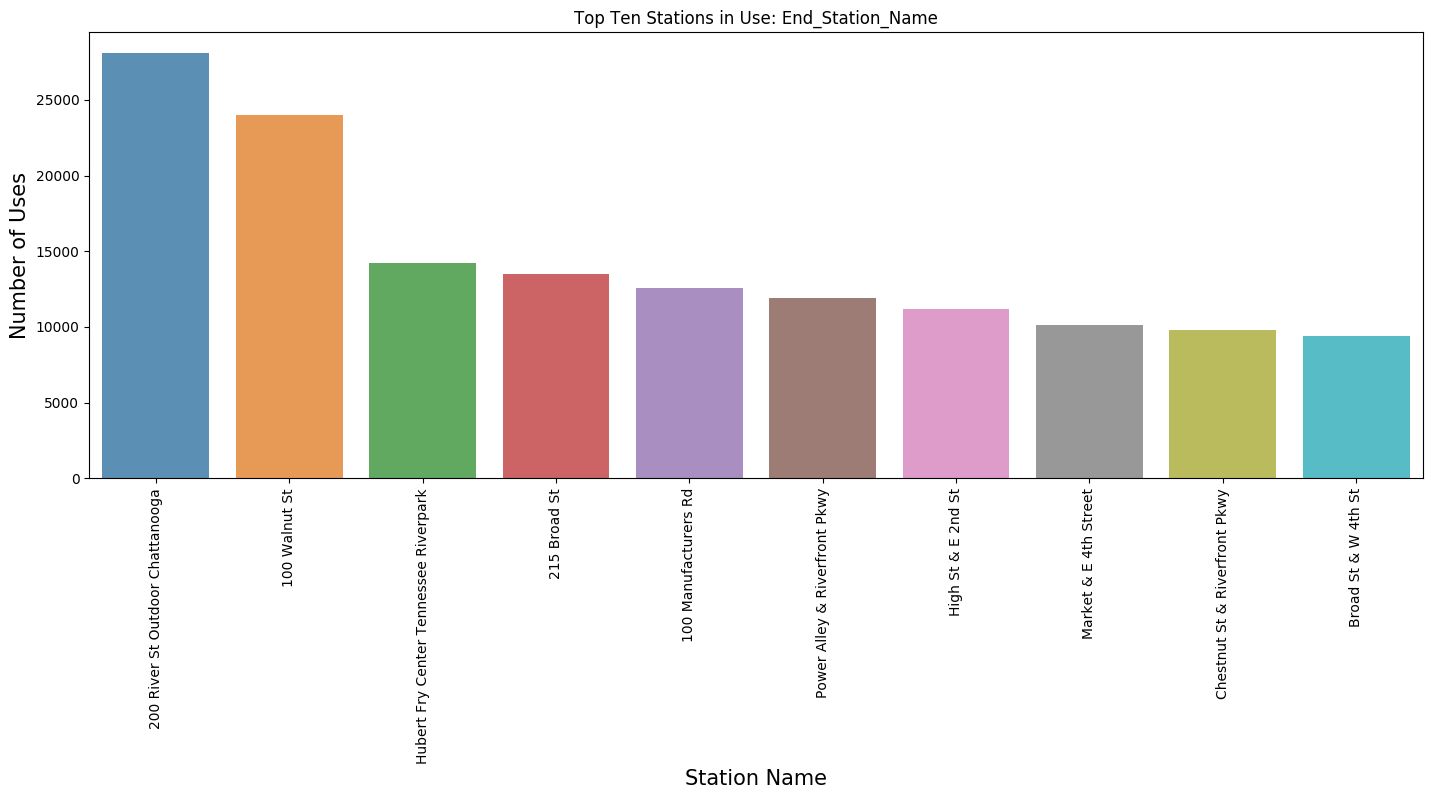 Top Ten Stations in Use: End_Station_Name
Number of Uses
25000
20000
15000
10000
5000
0
200 River St Outdoor Chattanooga
100 Walnut St
Hubert Fry Center Tennessee Riverpark
215 Broad St
100 Manufacturers Rd
Power Alley & Riverfront Pkwy
High St & E 2nd St
Market & E 4th Street
Chestnut St & Riverfront Pkwy
Broad St & W 4th St
Station Name